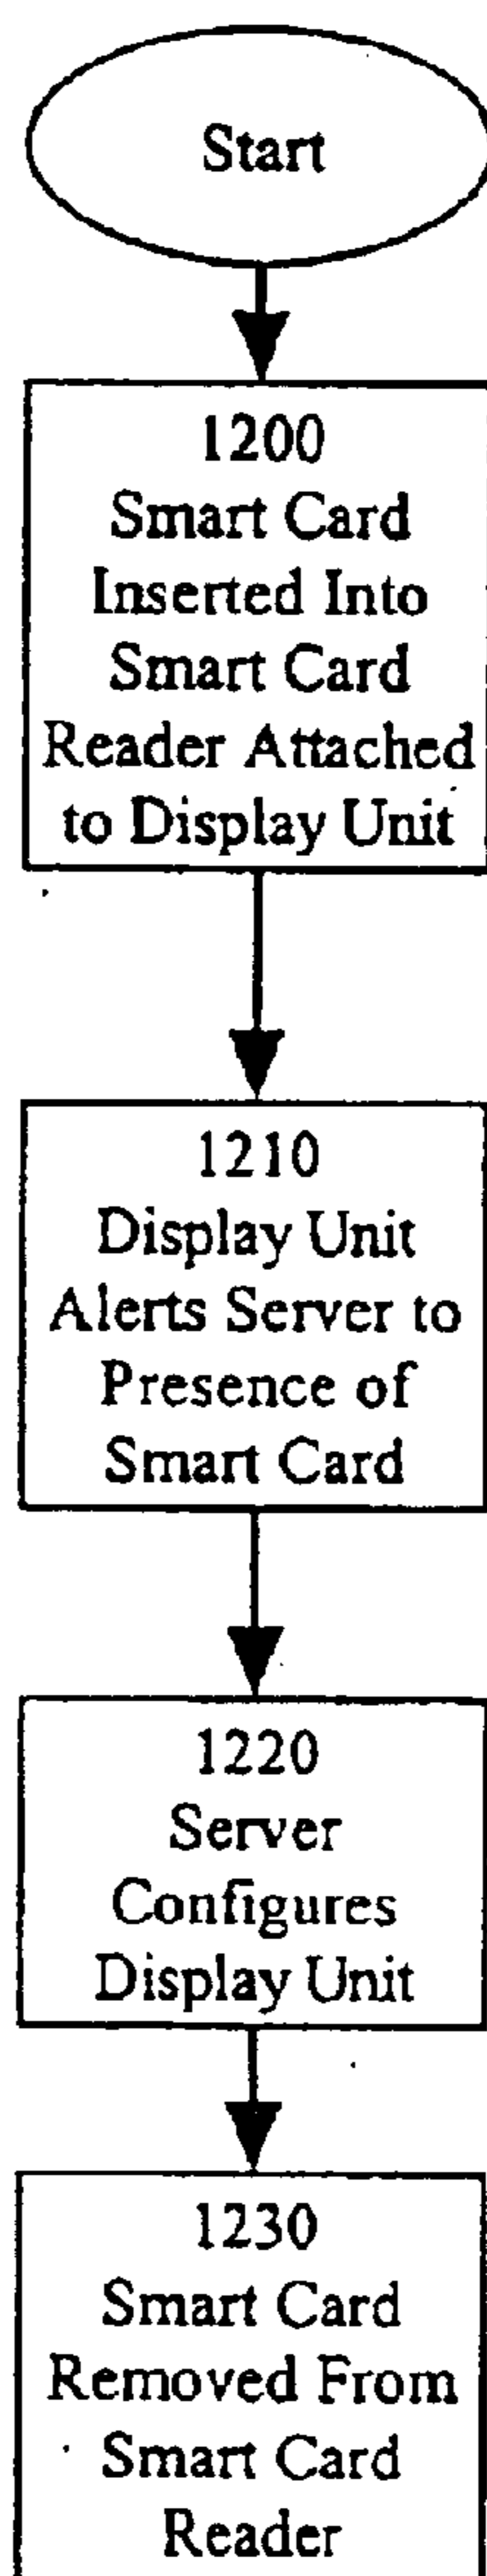 Start
1200
Smart Card
Inserted Into
Smart Card
Reader Attached
to Display Unit
1210
Display Unit
Alerts Server to
Presence of
Smart Card
1220
Server
Configures
Display Unit
1230
Smart Card
Removed From
Smart Card
Reader